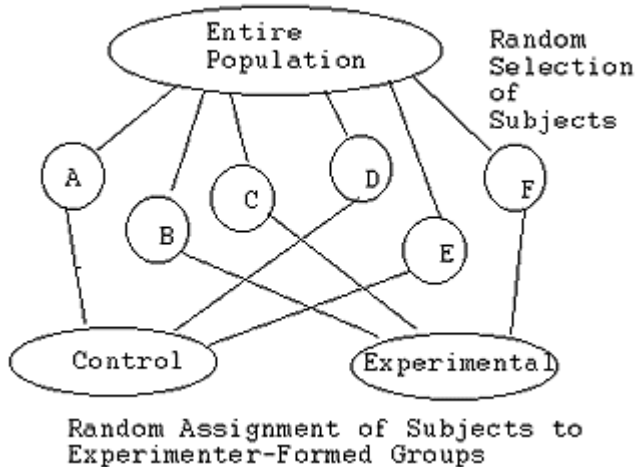 Entire
Population
Random
Selection
of
Subjects
A
B
C
D
E
F
Control
Experimental
Random Assignment of Subjects to
Experimenter-Formed Groups